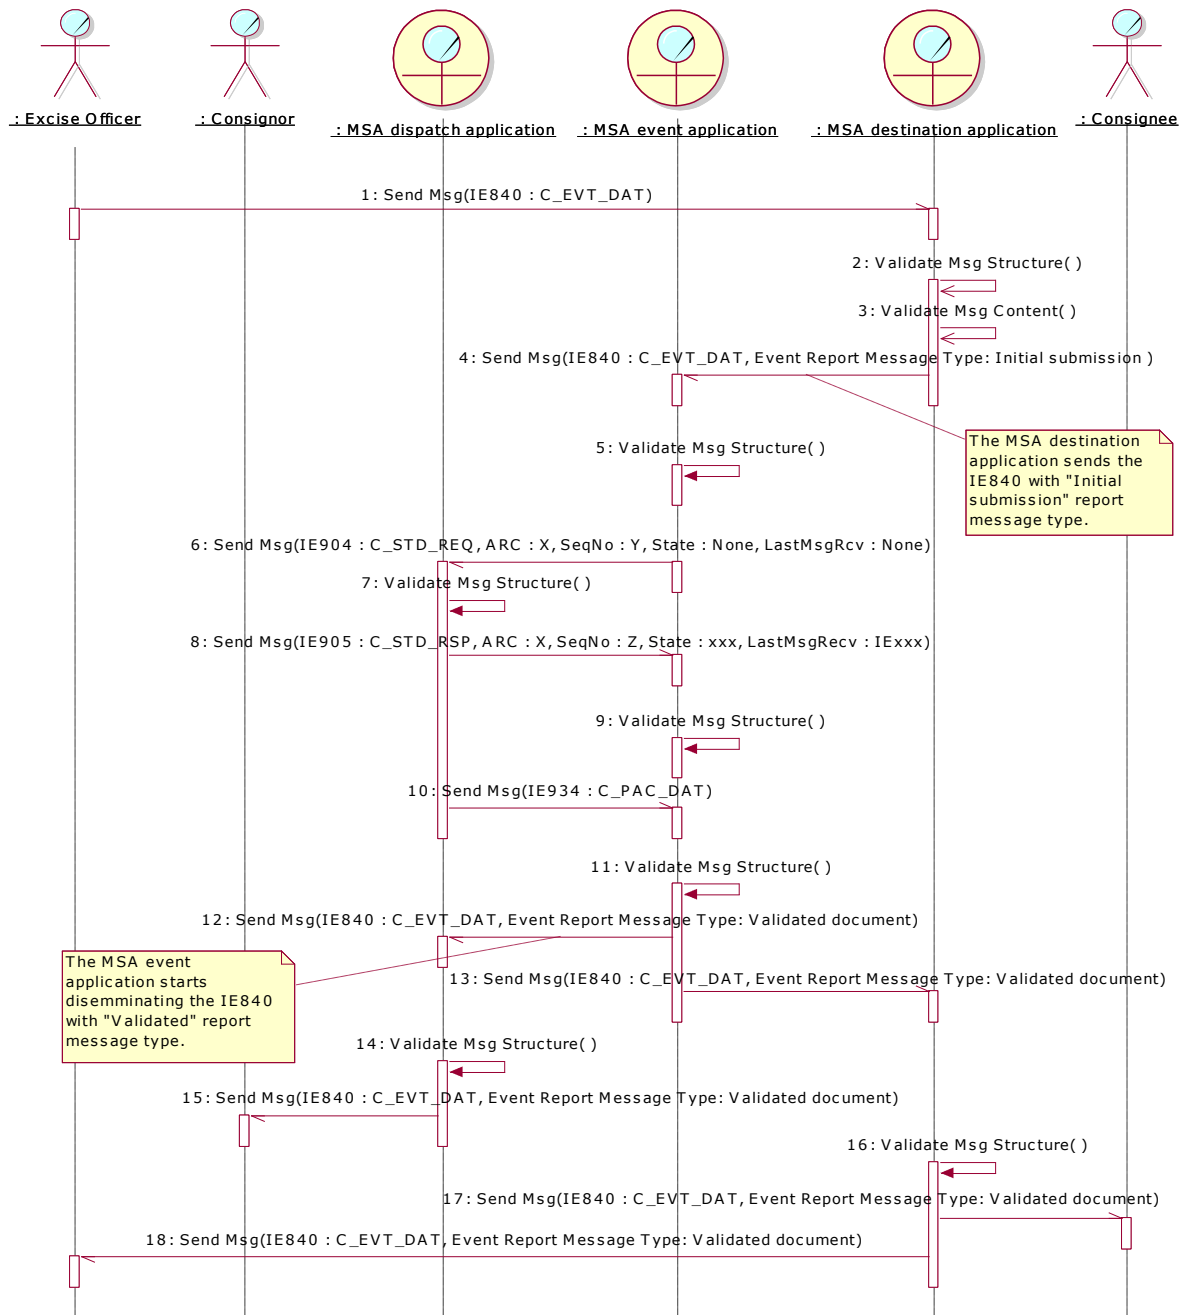 : Excise Officer
: Consignor
: MSA dispatch application
: MSA event application
: MSA destination application
: Consignee
1: Send Msg(IE840 : C_EVT_DAT)
2: Validate Msg Structure( )
3: Validate Msg Content( )
4: Send Msg(IE840 : C_EVT_DAT, Event Report Message Type: Initial submission )
The MSA destination
application sends the
IE840 with "Initial
submission" report
message type.
5: Validate Msg Structure( )
6: Send Msg(IE904 : C_STD_REQ, ARC : X, SeqNo : Y, State : None, LastMsgRcv : None)
7: Validate Msg Structure( )
8: Send Msg(IE905 : C_STD_RSP, ARC : X, SeqNo : Z, State : xxx, LastMsgRecv : IExxx)
9: Validate Msg Structure( )
10: Send Msg(IE934 : C_PAC_DAT)
11: Validate Msg Structure( )
12: Send Msg(IE840 : C_EVT_DAT, Event Report Message Type: Validated document)
The MSA event
application starts
disemminating the IE840
with "Validated" report
message type.
13: Send Msg(IE840 : C_EVT_DAT, Event Report Message Type: Validated document)
14: Validate Msg Structure( )
15: Send Msg(IE840 : C_EVT_DAT, Event Report Message Type: Validated document)
16: Validate Msg Structure( )
17: Send Msg(IE840 : C_EVT_DAT, Event Report Message Type: Validated document)
18: Send Msg(IE840 : C_EVT_DAT, Event Report Message Type: Validated document)